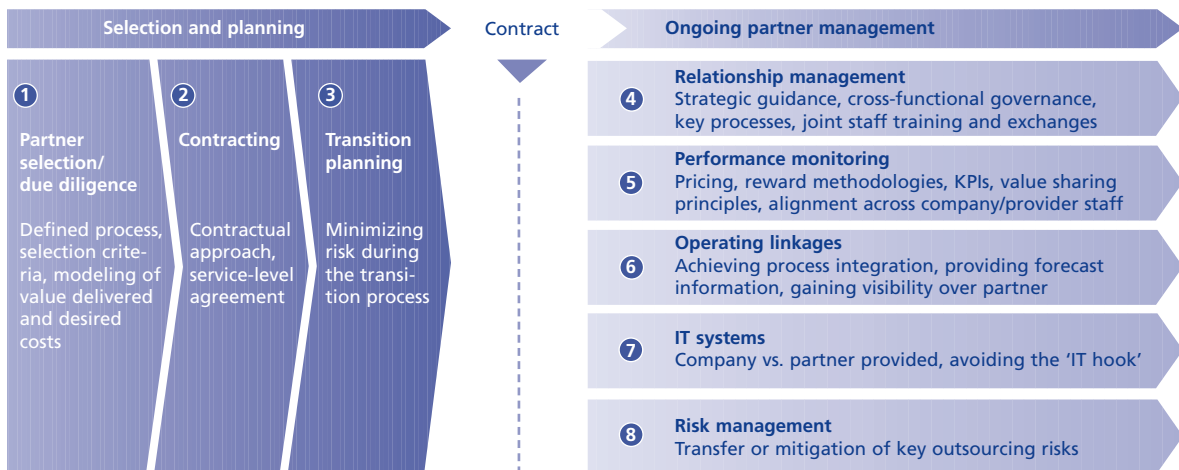 Selection and planning
Contract
Ongoing partner management
1
Partner
selection/
due diligence
Defined process,
selection crite-
ria, modeling of
value delivered
and desired
costs
2
Contracting
Contractual
approach,
service-level
agreement
3
Transition
planning
Minimizing
risk during
the transi-
tion process
4
Relationship management
Strategic guidance, cross-functional governance,
key processes, joint staff training and exchanges
5
Performance monitoring
Pricing, reward methodologies, KPIs, value sharing
principles, alignment across company/provider staff
6
Operating linkages
Achieving process integration, providing forecast
information, gaining visibility over partner
7
IT systems
Company vs. partner provided, avoiding the ‘IT hook’
8
Risk management
Transfer or mitigation of key outsourcing risks